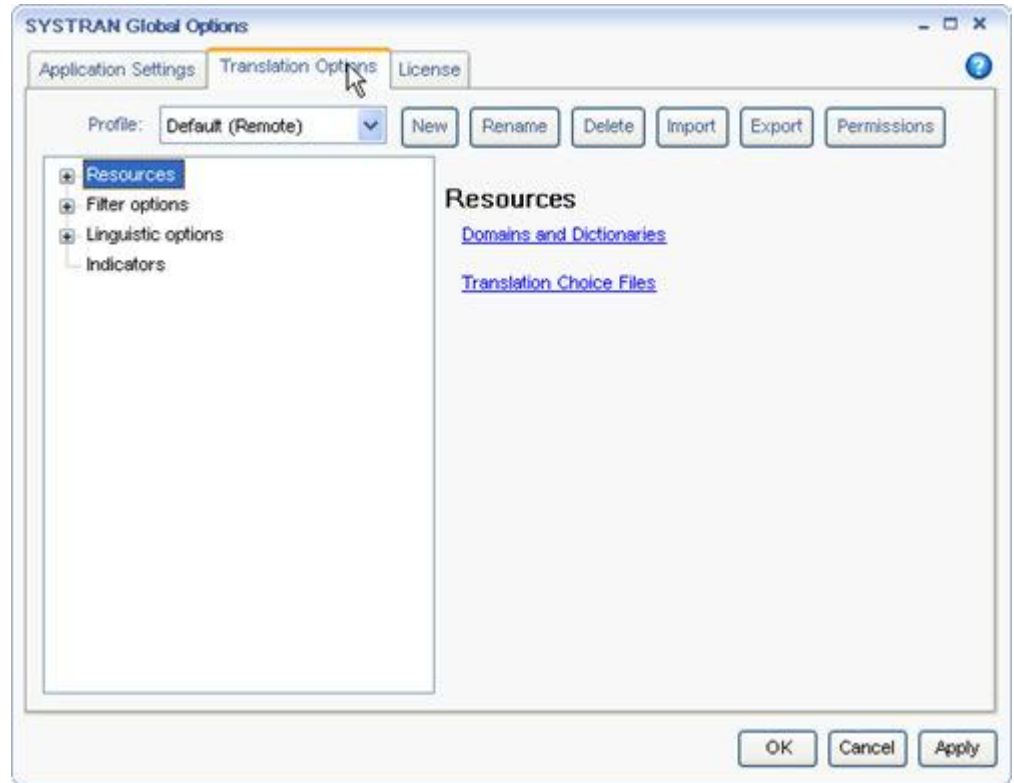 SYSTRAN Global Options
Application Settings Translation Options License
Profile: Default (Remote) New Rename Delete Import Export Permissions
Resources
Filter options
Linguistic options
Indicators
Resources
Domains and Dictionaries
Translation Choice Files
OK Cancel Apply